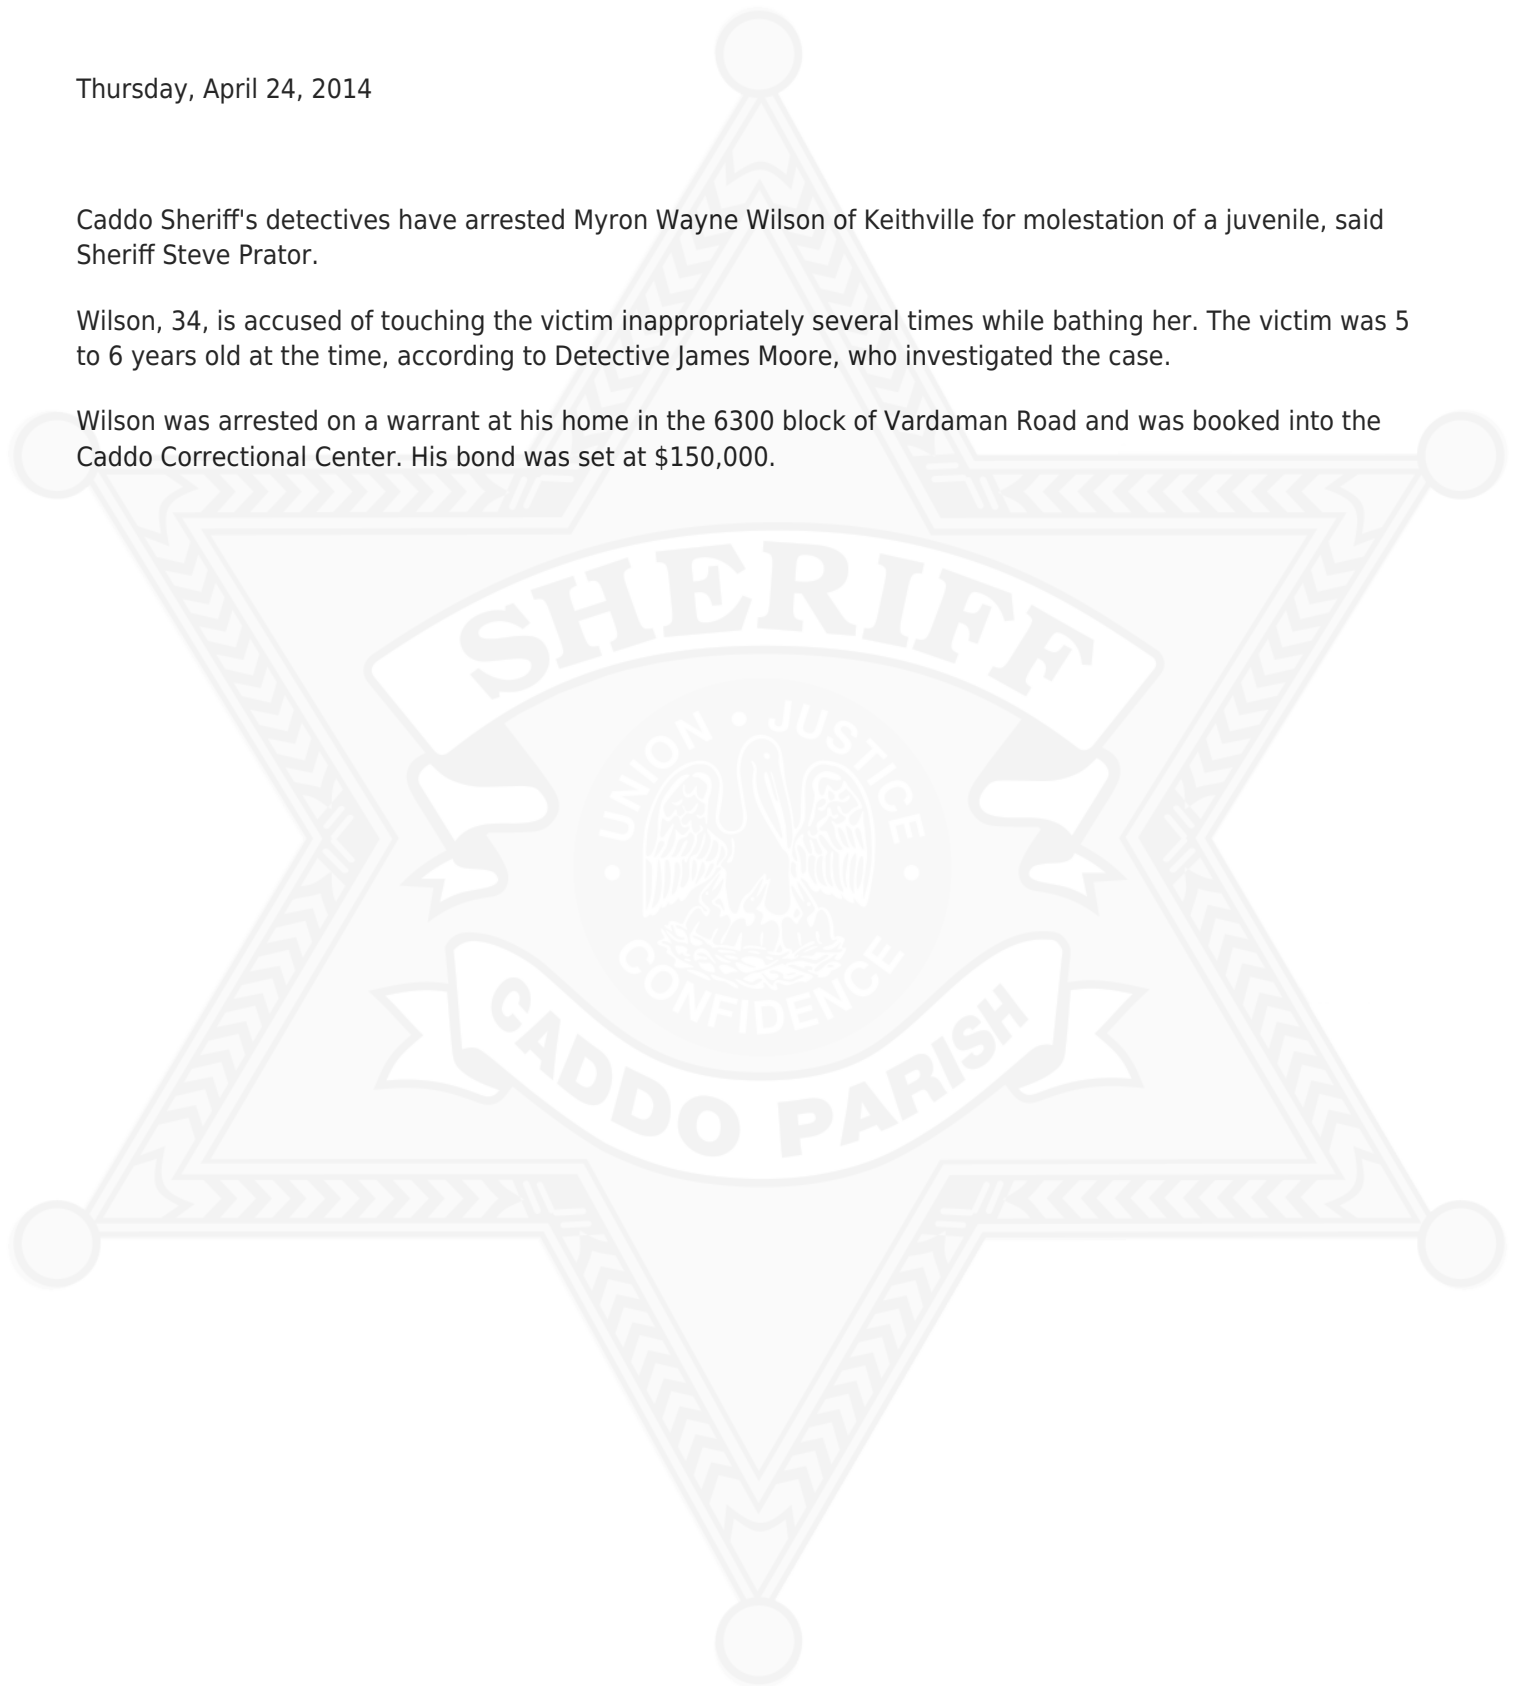 Thursday, April 24, 2014
Caddo Sheriff's detectives have arrested Myron Wayne Wilson of Keithville for molestation of a juvenile, said
Sheriff Steve Prator.
Wilson, 34, is accused of touching the victim inappropriately several times while bathing her. The victim was 5
to 6 years old at the time, according to Detective James Moore, who investigated the case.
Wilson was arrested on a warrant at his home in the 6300 block of Vardaman Road and was booked into the
Caddo Correctional Center. His bond was set at $150,000.
SHERIFF
UNION • JUSTICE
• CONFIDENCE •
CADDO PARISH